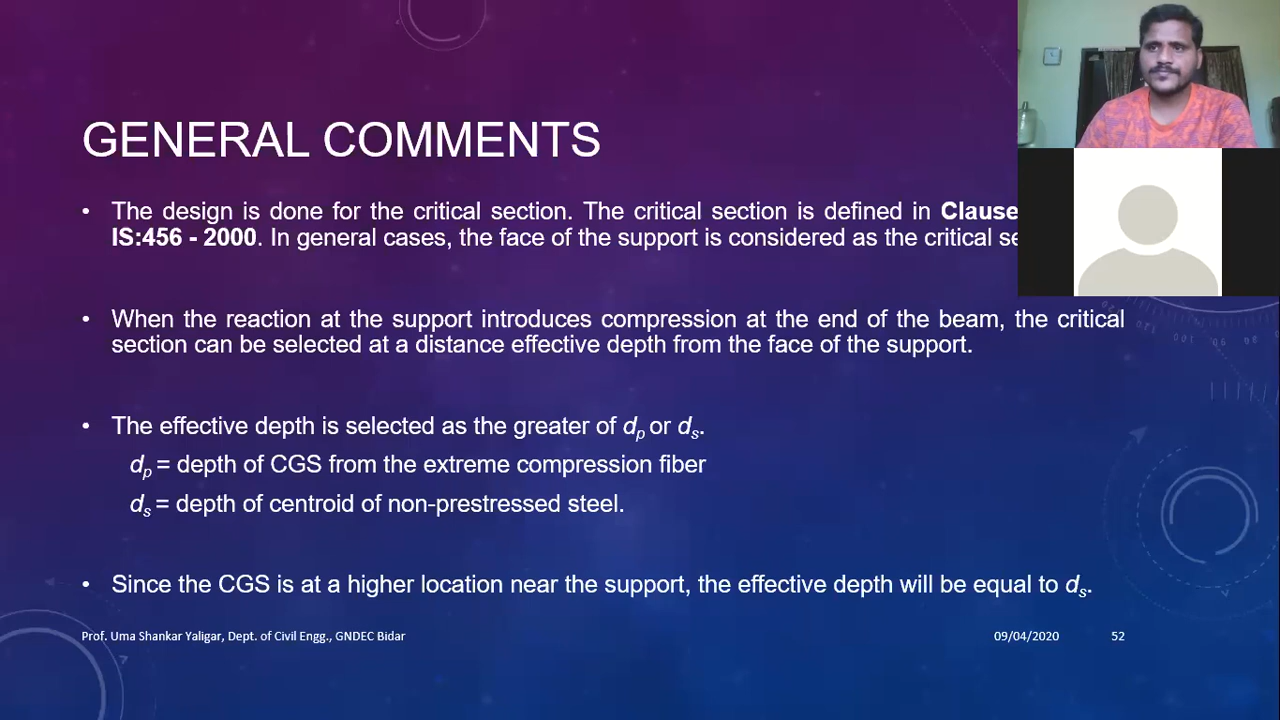 GENERAL COMMENTS
• The design is done for the critical section. The critical section is defined in Clause
IS:456 - 2000. In general cases, the face of the support is considered as the critical se
• When the reaction at the support introduces compression at the end of the beam, the critical
section can be selected at a distance effective depth from the face of the support.
• The effective depth is selected as the greater of dp or ds.
dp = depth of CGS from the extreme compression fiber
ds = depth of centroid of non-prestressed steel.
• Since the CGS is at a higher location near the support, the effective depth will be equal to ds.
Prof. Uma Shankar Yaligar, Dept. of Civil Engg., GNDEC Bidar 09/04/2020 52